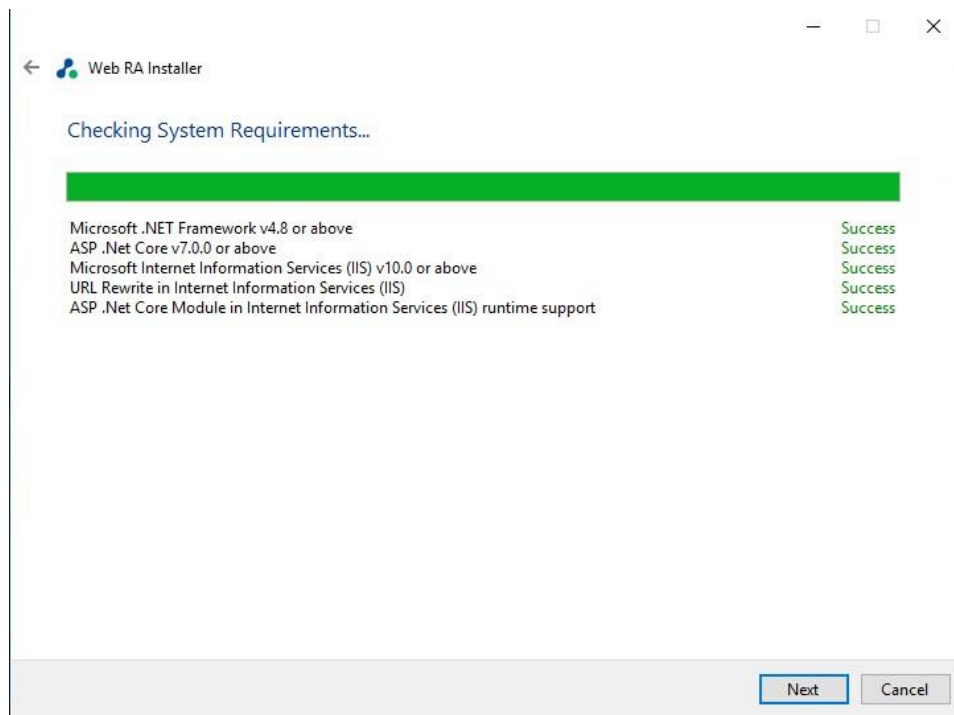 Web RA Installer
Checking System Requirements...
Microsoft .NET Framework v4.8 or above Success
ASP .Net Core v7.0.0 or above Success
Microsoft Internet Information Services (IIS) v10.0 or above Success
URL Rewrite in Internet Information Services (IIS) Success
ASP .Net Core Module in Internet Information Services (IIS) runtime support Success
Next Cancel